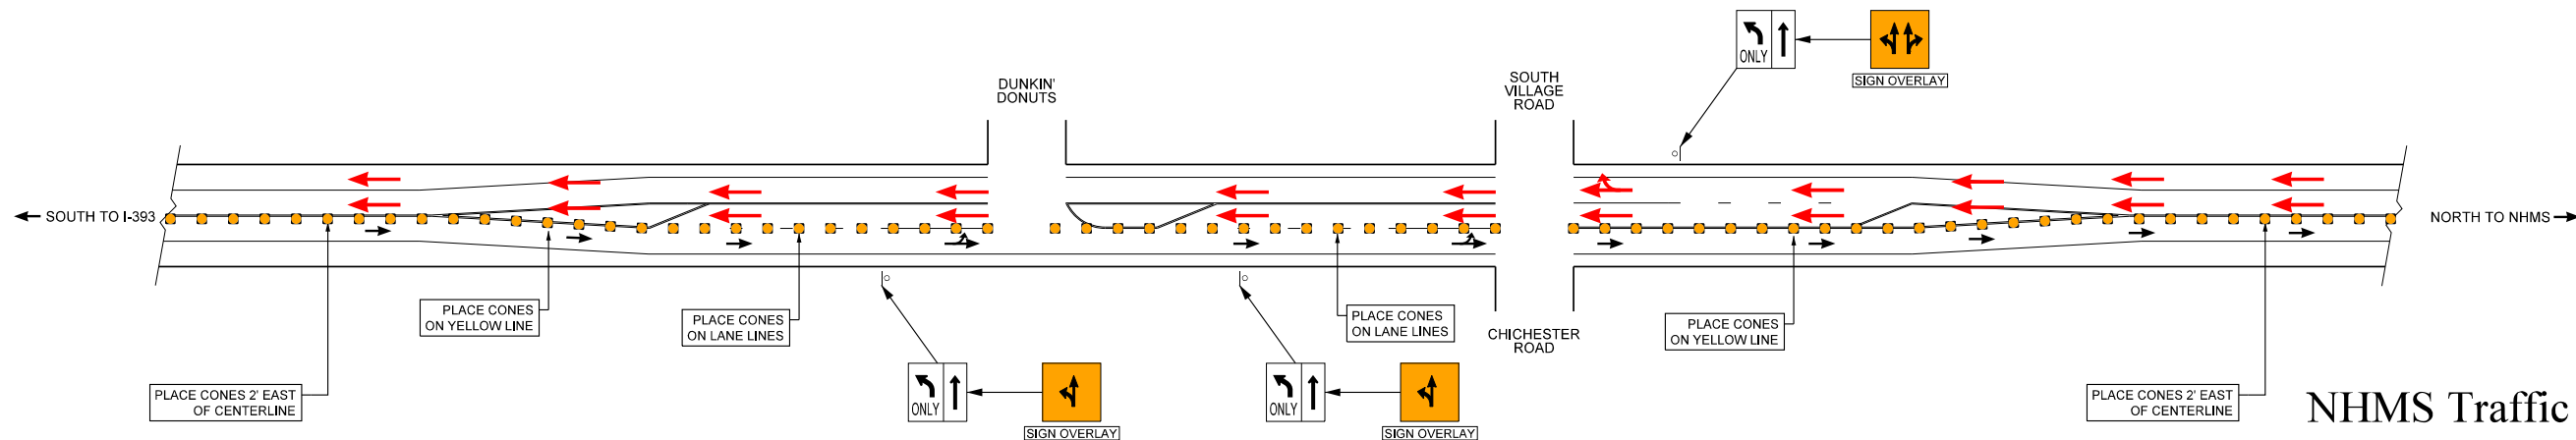 ONLY
SIGN OVERLAY
DUNKIN'
DONUTS
SOUTH
VILLAGE
ROAD
SOUTH TO I-393
NORTH TO NHMS
PLACE CONES 2' EAST
OF CENTERLINE
PLACE CONES
ON YELLOW LINE
PLACE CONES
ON LANE LINES
ONLY
SIGN OVERLAY
ONLY
SIGN OVERLAY
PLACE CONES
ON LANE LINES
CHICHESTER
ROAD
PLACE CONES
ON YELLOW LINE
PLACE CONES 2' EAST
OF CENTERLINE
NHMS Traffic